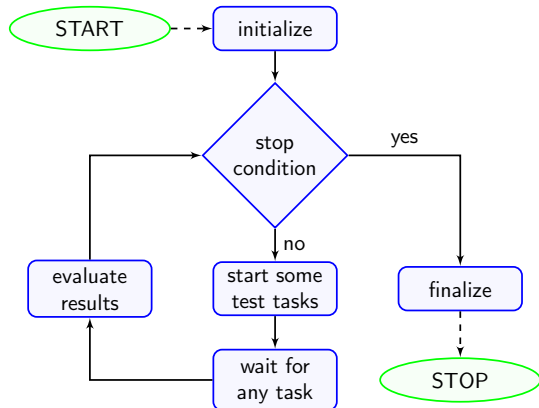 START
initialize
stop
condition
yes
no
start some
test tasks
evaluate
results
finalize
wait for
any task
STOP